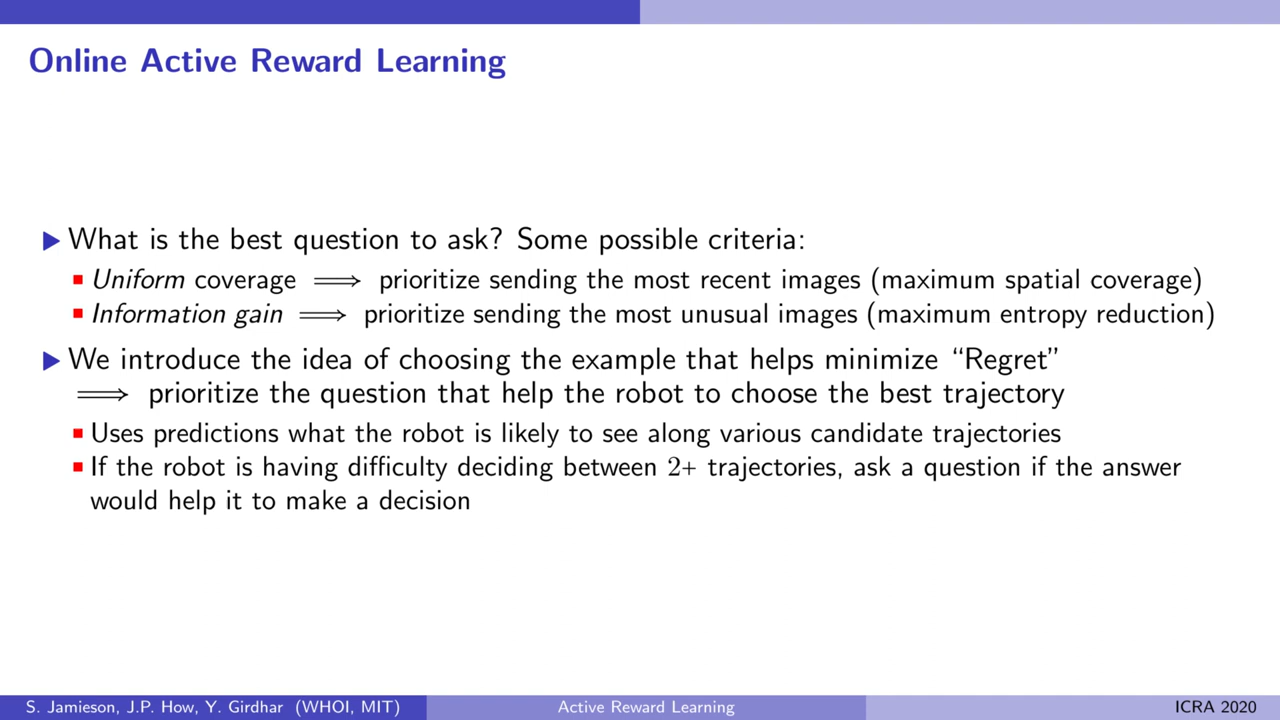 Online Active Reward Learning
▶ What is the best question to ask? Some possible criteria:
▪ Uniform coverage ⟹ prioritize sending the most recent images (maximum spatial coverage)
▪ Information gain ⟹ prioritize sending the most unusual images (maximum entropy reduction)
▶ We introduce the idea of choosing the example that helps minimize “Regret”
⟹ prioritize the question that help the robot to choose the best trajectory
▪ Uses predictions what the robot is likely to see along various candidate trajectories
▪ If the robot is having difficulty deciding between 2+ trajectories, ask a question if the answer
would help it to make a decision
S. Jamieson, J.P. How, Y. Girdhar (WHOI, MIT)
Active Reward Learning
ICRA 2020